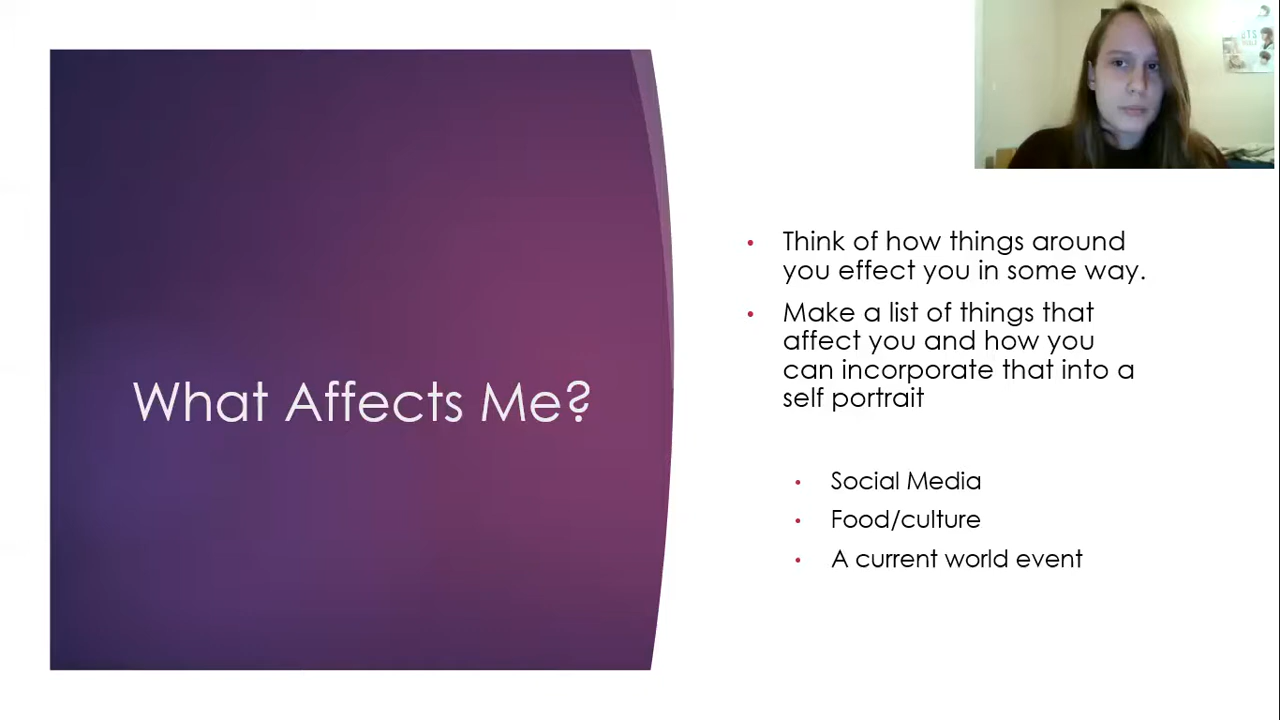 What Affects Me?
• Think of how things around
you effect you in some way.
• Make a list of things that
affect you and how you
can incorporate that into a
self portrait
• Social Media
• Food/culture
• A current world event
BTS